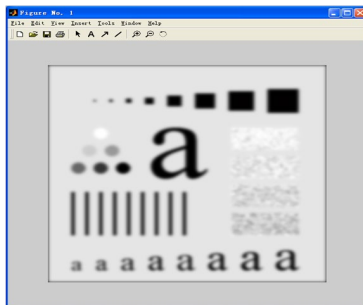 Figure No. 1
File Edit View Insert Tools Window Help
A
a
a a a a a a a a